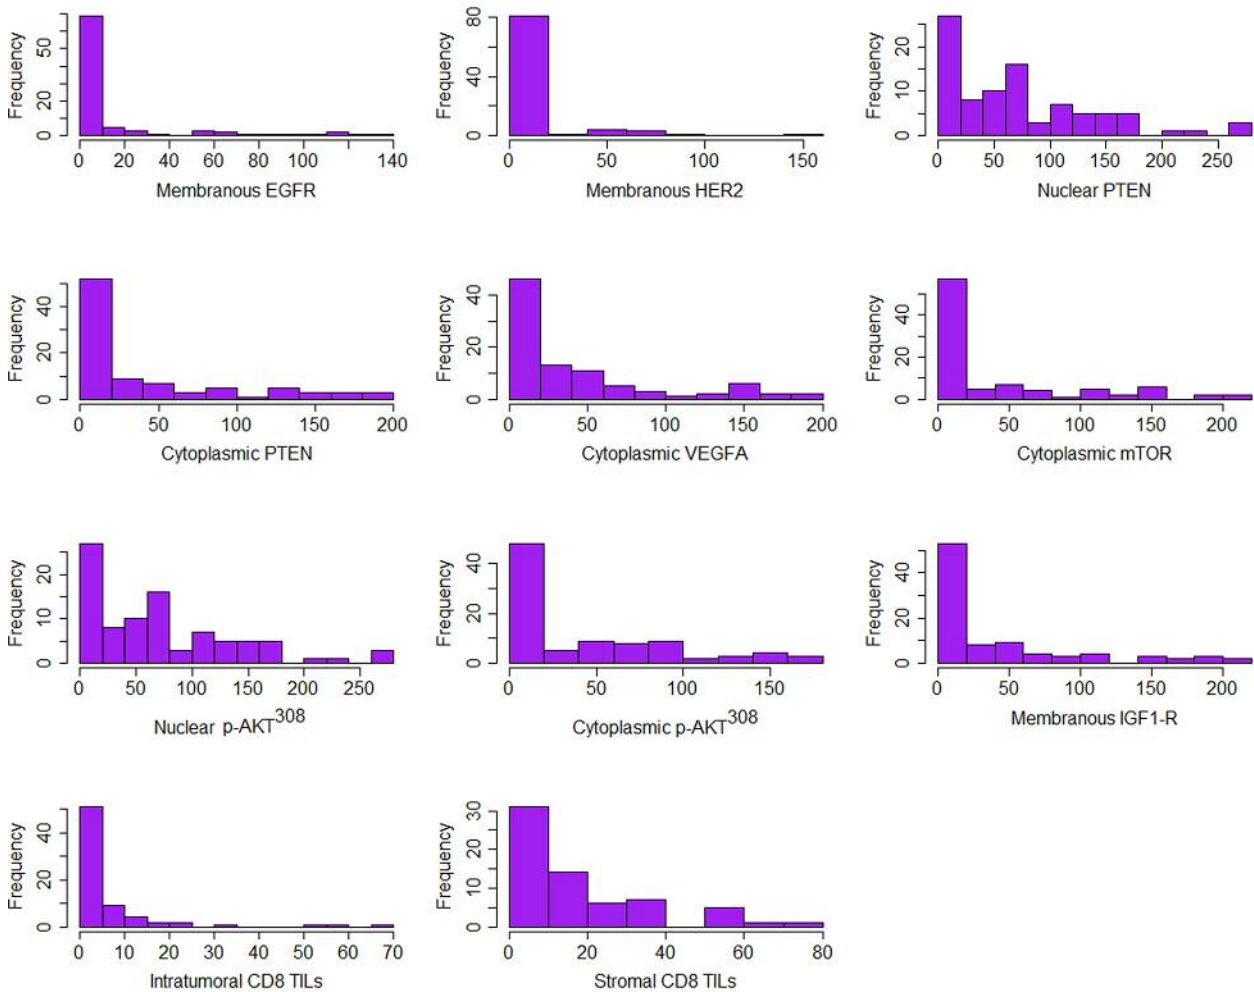 Frequency
0 20 50
0 20 40 60 80 100 140
Membranous EGFR
Frequency
0 40 80
0 50 100 150
Membranous HER2
Frequency
0 10 20
0 50 100 150 200 250
Nuclear PTEN
Frequency
0 20 40
0 50 100 150 200
Cytoplasmic PTEN
Frequency
0 20 40
0 50 100 150 200
Cytoplasmic VEGFA
Frequency
0 20 40
0 50 100 150 200
Cytoplasmic mTOR
Frequency
0 10 20
0 50 100 150 200 250
Nuclear p-AKT308
Frequency
0 20 40
0 50 100 150
Cytoplasmic p-AKT308
Frequency
0 20 40
0 50 100 150 200
Membranous IGF1-R
Frequency
0 20 40
0 10 20 30 40 50 60 70
Intratumoral CD8 TILs
Frequency
0 10 20 30
0 20 40 60 80
Stromal CD8 TILs